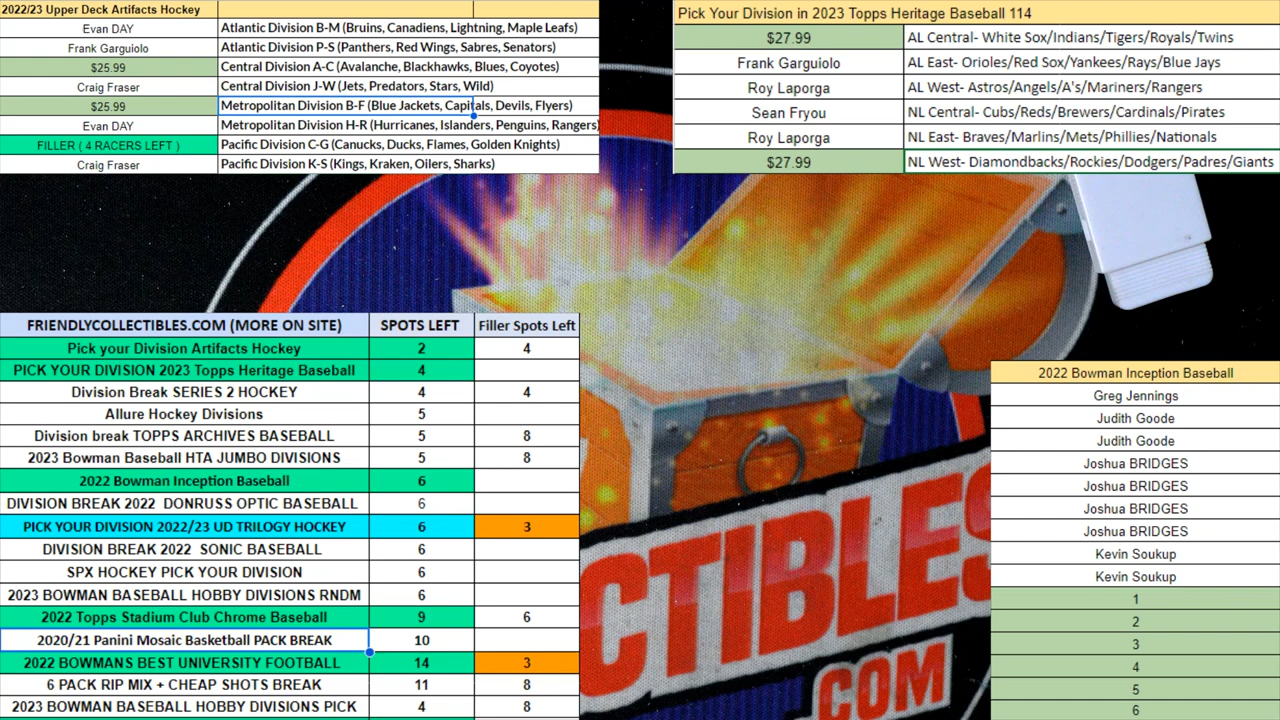 2022/23 Upper Deck Artifacts Hockey
Evan DAY Atlantic Division B-M (Bruins, Canadiens, Lightning, Maple Leafs)
Frank Garguiolo Atlantic Division P-S (Panthers, Red Wings, Sabres, Senators)
$25.99 Central Division A-C (Avalanche, Blackhawks, Blues, Coyotes)
Craig Fraser Central Division J-W (Jets, Predators, Stars, Wild)
$25.99 Metropolitan Division B-F (Blue Jackets, Capitals, Devils, Flyers)
Evan DAY Metropolitan Division H-R (Hurricanes, Islanders, Penguins, Rangers)
FILLER ( 4 RACERS LEFT ) Pacific Division C-G (Canucks, Ducks, Flames, Golden Knights)
Craig Fraser Pacific Division K-S (Kings, Kraken, Oilers, Sharks)
Pick Your Division in 2023 Topps Heritage Baseball 114
$27.99 AL Central- White Sox/Indians/Tigers/Royals/Twins
Frank Garguiolo AL East- Orioles/Red Sox/Yankees/Rays/Blue Jays
Roy Laporga AL West- Astros/Angels/A's/Mariners/Rangers
Sean Fryou NL Central- Cubs/Reds/Brewers/Cardinals/Pirates
Roy Laporga NL East- Braves/Marlins/Mets/Phillies/Nationals
$27.99 NL West- Diamondbacks/Rockies/Dodgers/Padres/Giants
FRIENDLYCOLLECTIBLES.COM (MORE ON SITE) SPOTS LEFT Filler Spots Left
Pick your Division Artifacts Hockey 2 4
PICK YOUR DIVISION 2023 Topps Heritage Baseball 4
Division Break SERIES 2 HOCKEY 4 4
Allure Hockey Divisions 5
Division break TOPPS ARCHIVES BASEBALL 5 8
2023 Bowman Baseball HTA JUMBO DIVISIONS 5 8
2022 Bowman Inception Baseball 6
DIVISION BREAK 2022 DONRUSS OPTIC BASEBALL 6
PICK YOUR DIVISION 2022/23 UD TRILOGY HOCKEY 6 3
DIVISION BREAK 2022 SONIC BASEBALL 6
SPX HOCKEY PICK YOUR DIVISION 6
2023 BOWMAN BASEBALL HOBBY DIVISIONS RNDM 6
2022 Topps Stadium Club Chrome Baseball 9 6
2020/21 Panini Mosaic Basketball PACK BREAK 10
2022 BOWMANS BEST UNIVERSITY FOOTBALL 14 3
6 PACK RIP MIX + CHEAP SHOTS BREAK 11 8
2023 BOWMAN BASEBALL HOBBY DIVISIONS PICK 4 8
2022 Bowman Inception Baseball
Greg Jennings
Judith Goode
Judith Goode
Joshua BRIDGES
Joshua BRIDGES
Joshua BRIDGES
Joshua BRIDGES
Kevin Soukup
Kevin Soukup
1
2
3
4
5
6
CTIBLES
.COM